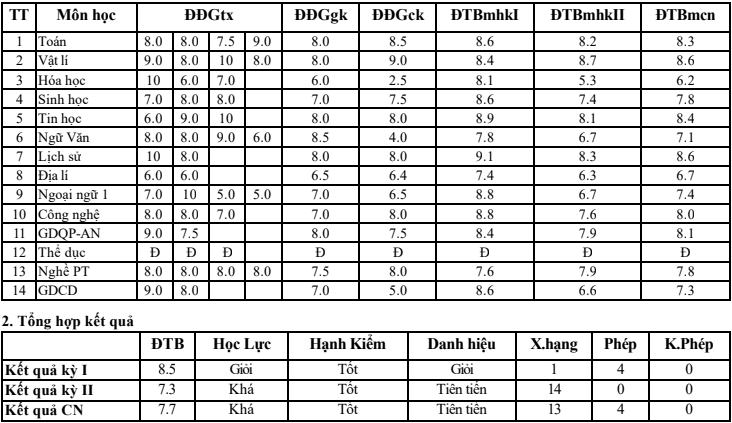 TT Môn học ĐĐGtx ĐĐGgk ĐĐGck ĐTBmhkI ĐTBmhkII ĐTBmcn
1 Toán 8.0 8.0 7.5 9.0 8.0 8.5 8.6 8.2 8.3
2 Vật lí 9.0 8.0 10 8.0 8.0 9.0 8.4 8.7 8.6
3 Hóa học 10 6.0 7.0 6.0 2.5 8.1 5.3 6.2
4 Sinh học 7.0 8.0 8.0 7.0 7.5 8.6 7.4 7.8
5 Tin học 6.0 9.0 10 8.0 8.0 8.9 8.1 8.4
6 Ngữ Văn 8.0 8.0 9.0 6.0 8.5 4.0 7.8 6.7 7.1
7 Lịch sử 10 8.0 8.0 8.0 9.1 8.3 8.6
8 Địa lí 6.0 6.0 6.5 6.4 7.4 6.3 6.7
9 Ngoại ngữ 1 7.0 10 5.0 5.0 7.0 6.5 8.8 6.7 7.4
10 Công nghệ 8.0 8.0 7.0 7.0 8.0 8.8 7.6 8.0
11 GDQP-AN 9.0 7.5 8.0 7.5 8.4 7.9 8.1
12 Thể dục Đ Đ Đ Đ Đ Đ Đ Đ
13 Nghề PT 8.0 8.0 8.0 8.0 7.5 8.0 7.6 7.9 7.8
14 GDCD 9.0 8.0 7.0 5.0 8.6 6.6 7.3
2. Tổng hợp kết quả
ĐTB Học Lực Hạnh Kiểm Danh hiệu X.hạng Phép K.Phép
Kết quả kỳ I 8.5 Giỏi Tốt Giỏi 1 4 0
Kết quả kỳ II 7.3 Khá Tốt Tiên tiến 14 0 0
Kết quả CN 7.7 Khá Tốt Tiên tiến 13 4 0